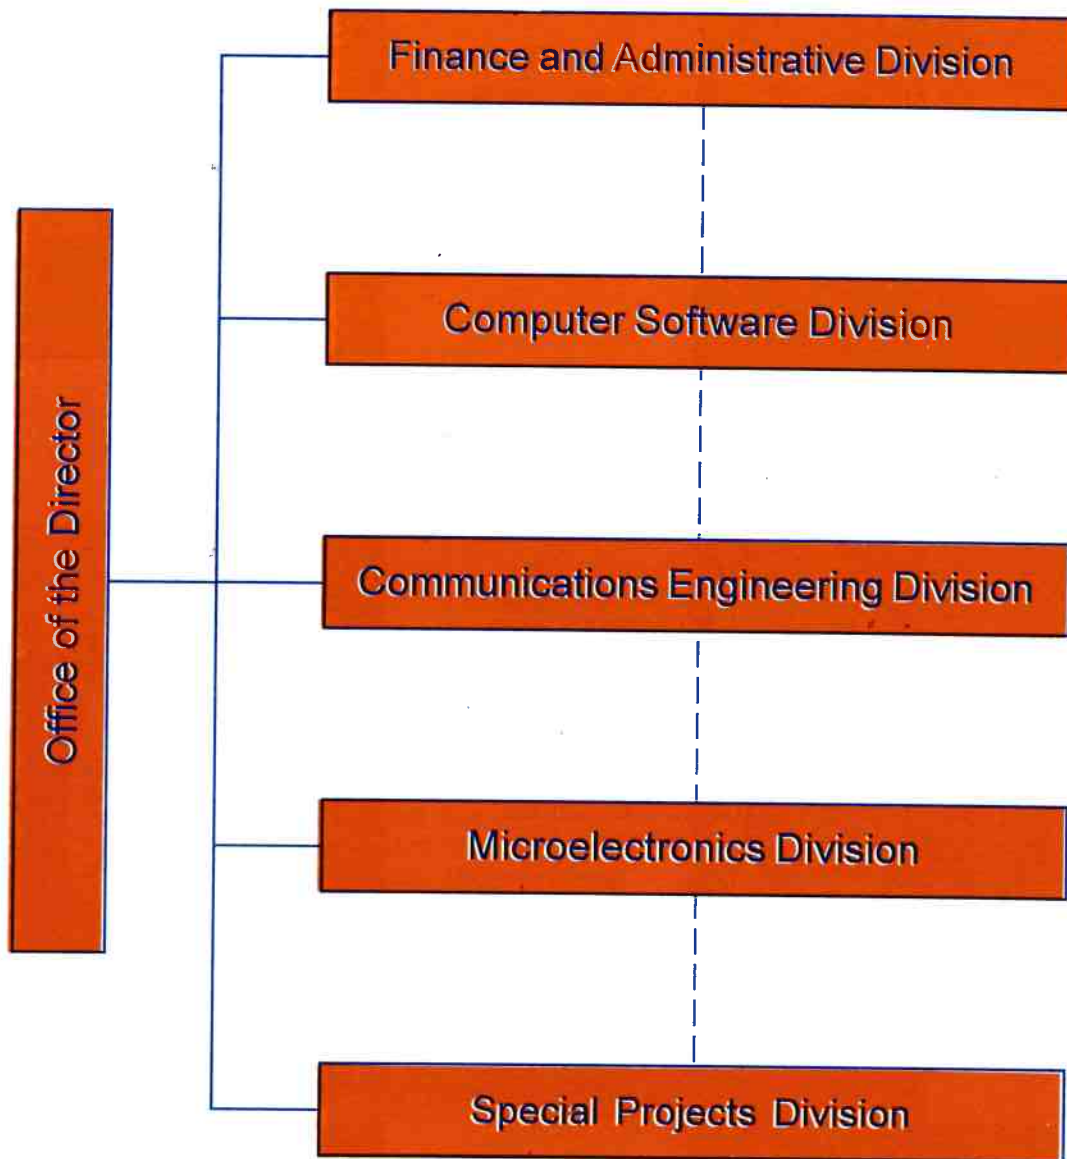 Finance and Administrative Division
Computer Software Division
Office of the Director
Communications Engineering Division
Microelectronics Division
Special Projects Division